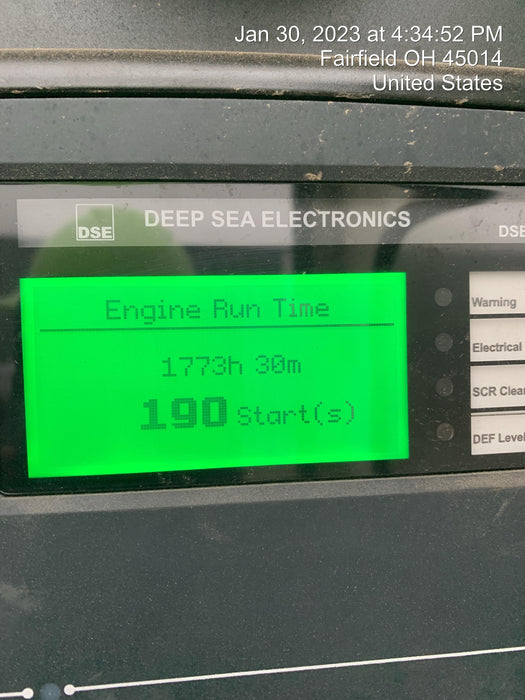 Jan 30, 2023 at 4:34:52 PM
Fairfield OH 45014
United States
DSE
DEEP SEA ELECTRONICS
DSE
Engine Run Time
1773h 30m
190 Start(s)
Warning
Electrical
SCR Clea
DEF Level